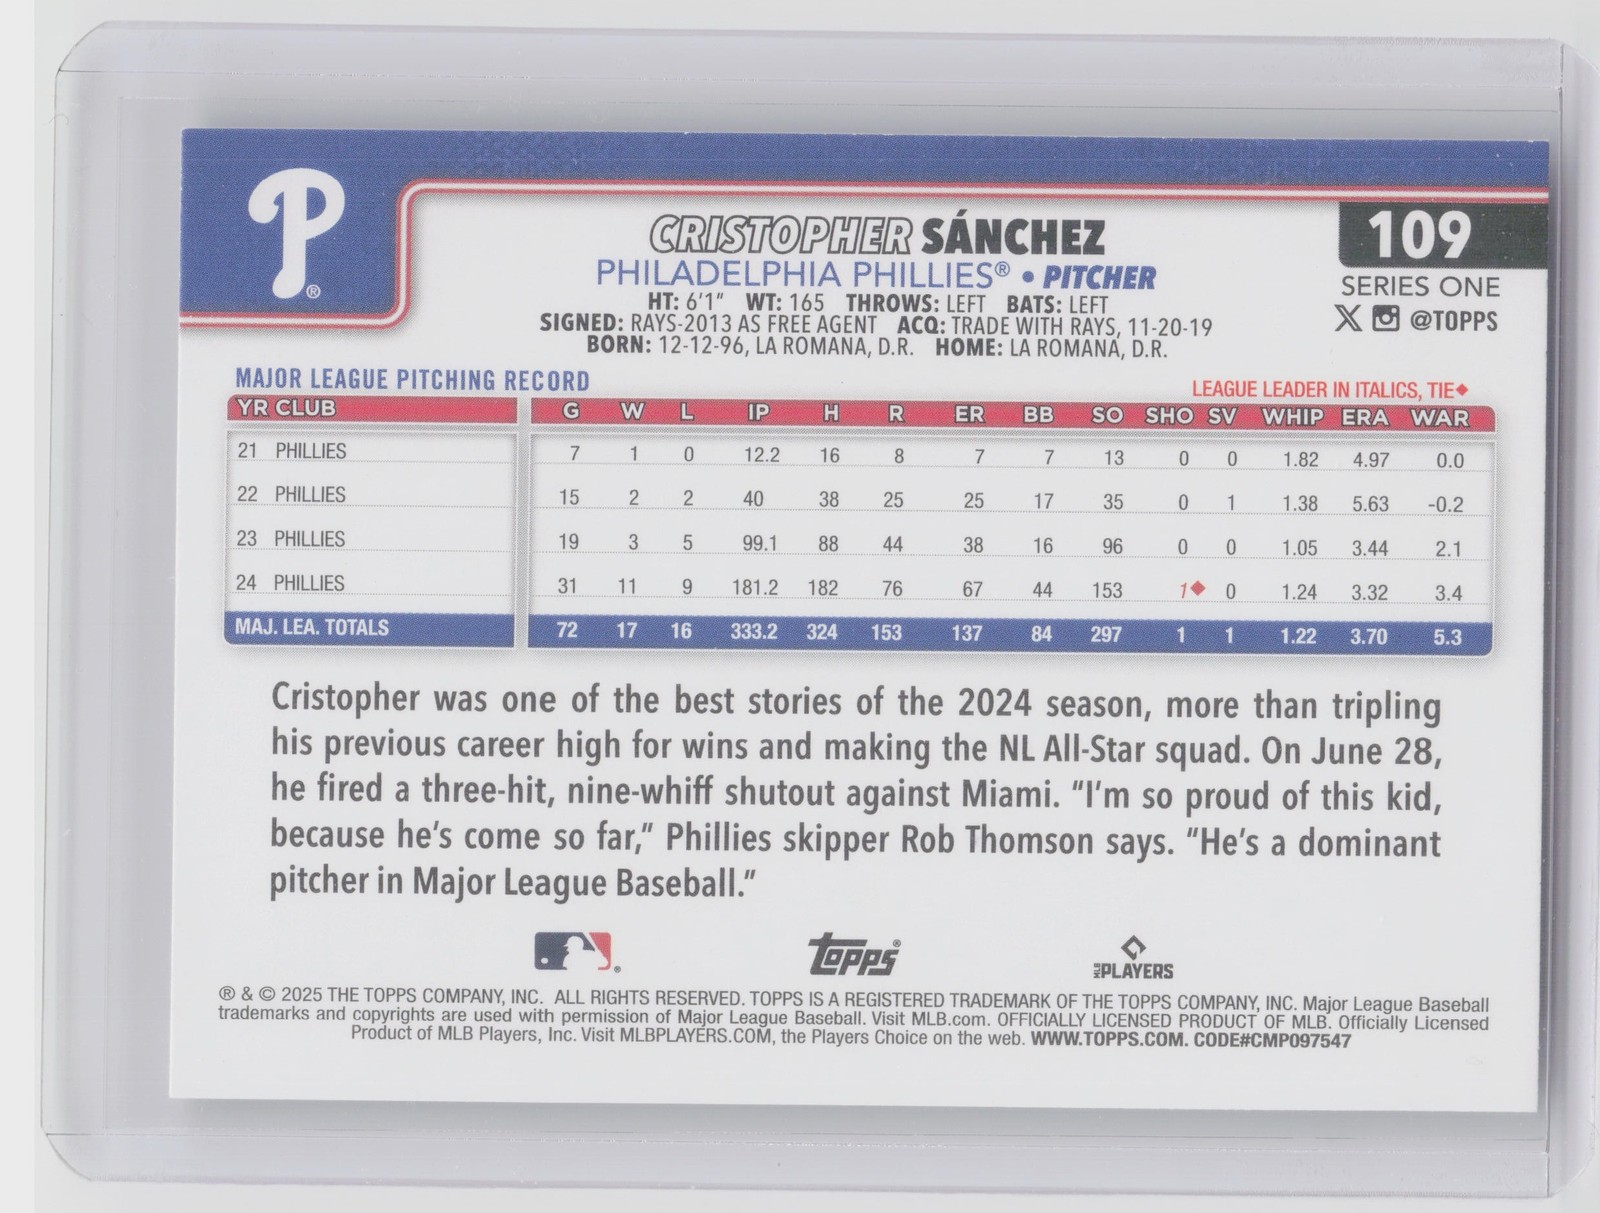 P®
CRISTOPHER SÁNCHEZ
PHILADELPHIA PHILLIES® • PITCHER
HT: 6'1" WT: 165 THROWS: LEFT BATS: LEFT
SIGNED: RAYS-2013 AS FREE AGENT ACQ: TRADE WITH RAYS, 11-20-19
BORN: 12-12-96, LA ROMANA, D.R. HOME: LA ROMANA, D.R.
109
SERIES ONE
X @TOPPS
MAJOR LEAGUE PITCHING RECORD
LEAGUE LEADER IN ITALICS, TIE◆
YR CLUB G W L IP H R ER BB SO SHO SV WHIP ERA WAR
21 PHILLIES 7 1 0 12.2 16 8 7 7 13 0 0 1.82 4.97 0.0
22 PHILLIES 15 2 2 40 38 25 25 17 35 0 1 1.38 5.63 -0.2
23 PHILLIES 19 3 5 99.1 88 44 38 16 96 0 0 1.05 3.44 2.1
24 PHILLIES 31 11 9 181.2 182 76 67 44 153 1◆ 0 1.24 3.32 3.4
MAJ. LEA. TOTALS 72 17 16 333.2 324 153 137 84 297 1 1 1.22 3.70 5.3
Cristopher was one of the best stories of the 2024 season, more than tripling
his previous career high for wins and making the NL All-Star squad. On June 28,
he fired a three-hit, nine-whiff shutout against Miami. "I'm so proud of this kid,
because he's come so far," Phillies skipper Rob Thomson says. "He's a dominant
pitcher in Major League Baseball."
®
Topps®
MLB PLAYERS
® & © 2025 THE TOPPS COMPANY, INC. ALL RIGHTS RESERVED. TOPPS IS A REGISTERED TRADEMARK OF THE TOPPS COMPANY, INC. Major League Baseball
trademarks and copyrights are used with permission of Major League Baseball. Visit MLB.com. OFFICIALLY LICENSED PRODUCT OF MLB. Officially Licensed
Product of MLB Players, Inc. Visit MLBPLAYERS.COM, the Players Choice on the web. WWW.TOPPS.COM. CODE#CMP097547